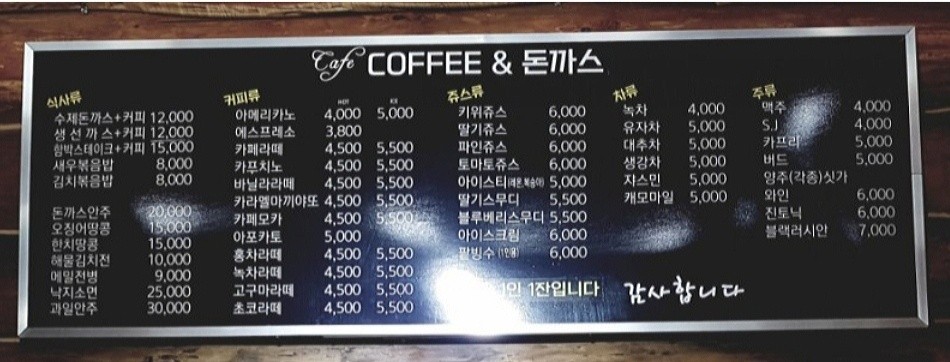 Cafe COFFEE & 돈까스
식사류
수제돈까스+커피 12,000
생선까스+커피 12,000
함박스테이크+커피 15,000
새우볶음밥 8,000
김치볶음밥 8,000
돈까스안주 20,000
오징어땅콩 15,000
한치땅콩 15,000
해물김치전 10,000
메밀전병 9,000
낙지소면 25,000
과일안주 30,000
커피류
HOT ICE
아메리카노 4,000 5,000
에스프레소 3,800
카페라떼 4,500 5,500
카푸치노 4,500 5,500
바닐라라떼 4,500 5,500
카라멜마끼야또 4,500 5,500
카페모카 4,500 5,500
아포카토 5,000
홍차라떼 4,500 5,500
녹차라떼 4,500 5,500
고구마라떼 4,500 5,500
초코라떼 4,500 5,500
쥬스류
키위쥬스 6,000
딸기쥬스 6,000
파인쥬스 6,000
토마토쥬스 6,000
아이스티(레몬,복숭아) 5,000
딸기스무디 5,500
블루베리스무디 5,500
아이스크림 6,000
팥빙수 (1인용) 6,000
1인 1잔입니다
차류
녹차 4,000
유자차 5,000
대추차 5,000
생강차 5,000
쟈스민 5,000
캐모마일 5,000
주류
맥주 4,000
S.J 4,000
카프리 5,000
버드 5,000
양주(각종)싯가
와인 6,000
진토닉 6,000
블랙러시안 7,000
감사합니다